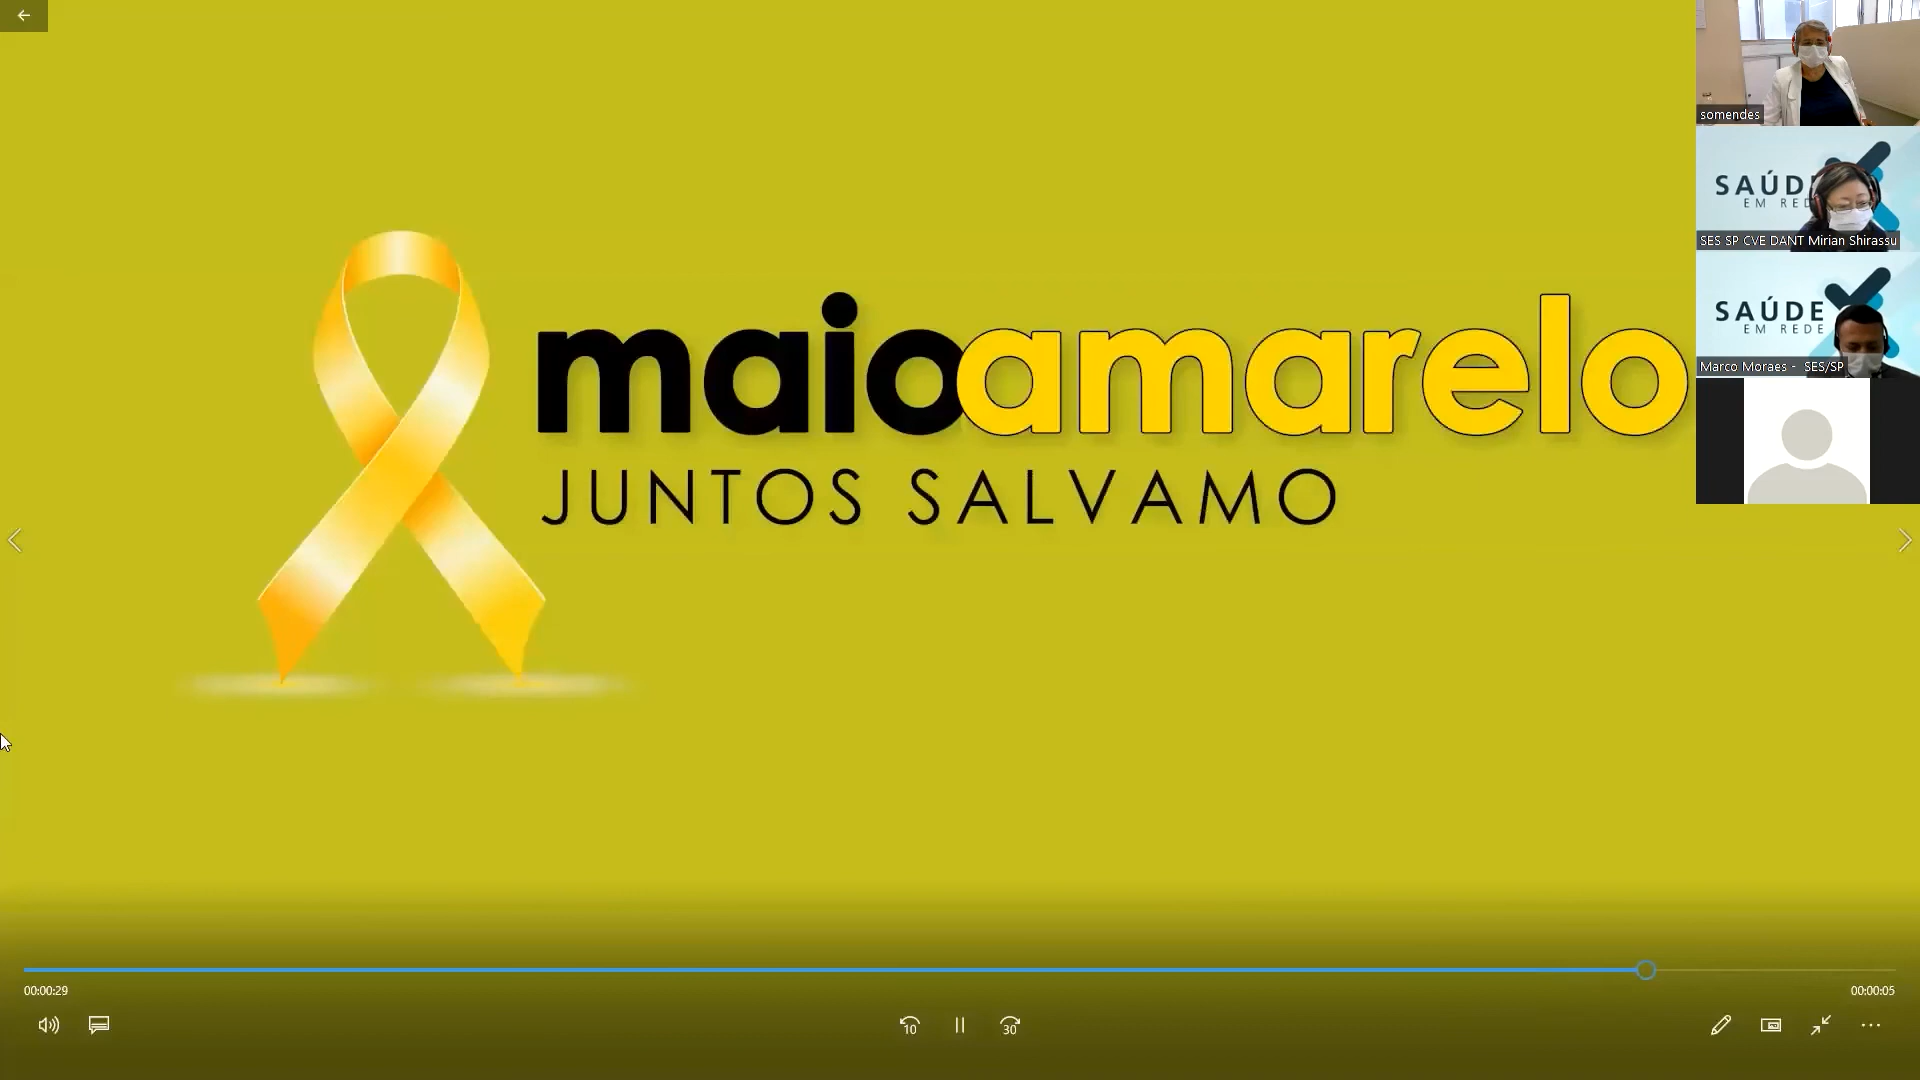 maioamarelo
JUNTOS SALVAMO
somendes
SAÚDE
EM REDE
SES SP CVE DANT Mirian Shirassu
SAÚDE
EM REDE
Marco Moraes - SES/SP
00:00:29
00:00:05
10
30